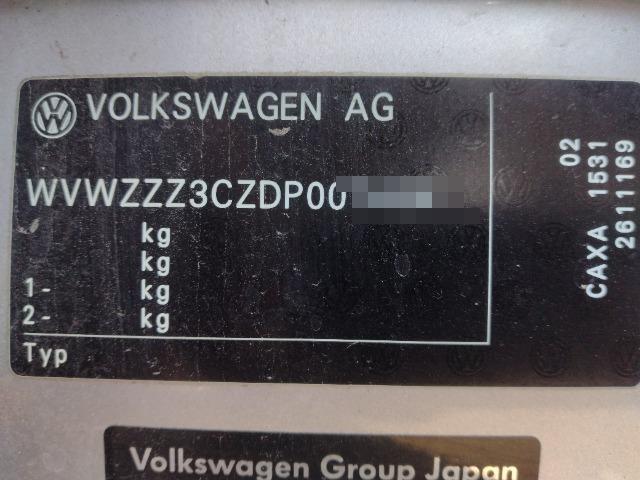 VOLKSWAGEN AG
WVWZZZ3CZDP00
kg
kg
1- kg
2- kg
Typ
02
CAXA 1531
2611169
Volkswagen Group Japan